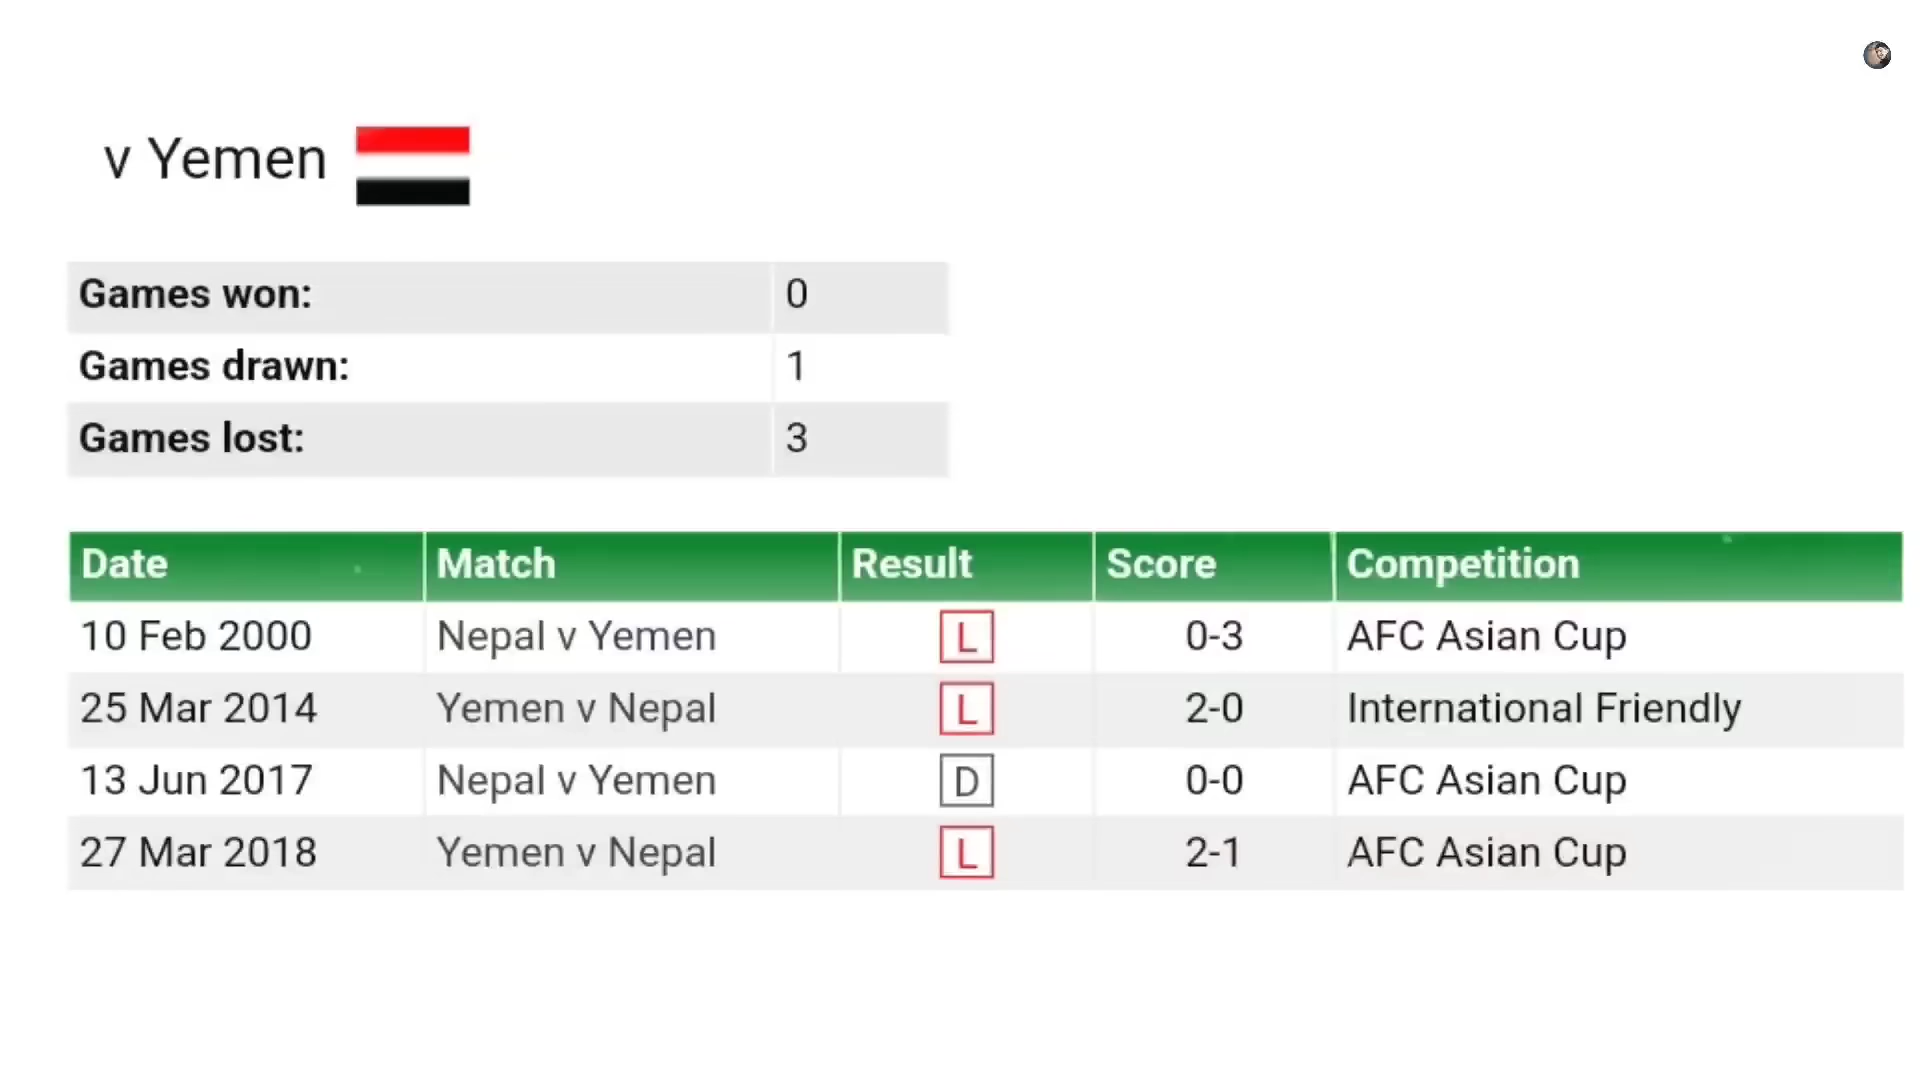 v Yemen
Games won: 0
Games drawn: 1
Games lost: 3
Date Match Result Score Competition
10 Feb 2000 Nepal v Yemen L 0-3 AFC Asian Cup
25 Mar 2014 Yemen v Nepal L 2-0 International Friendly
13 Jun 2017 Nepal v Yemen D 0-0 AFC Asian Cup
27 Mar 2018 Yemen v Nepal L 2-1 AFC Asian Cup